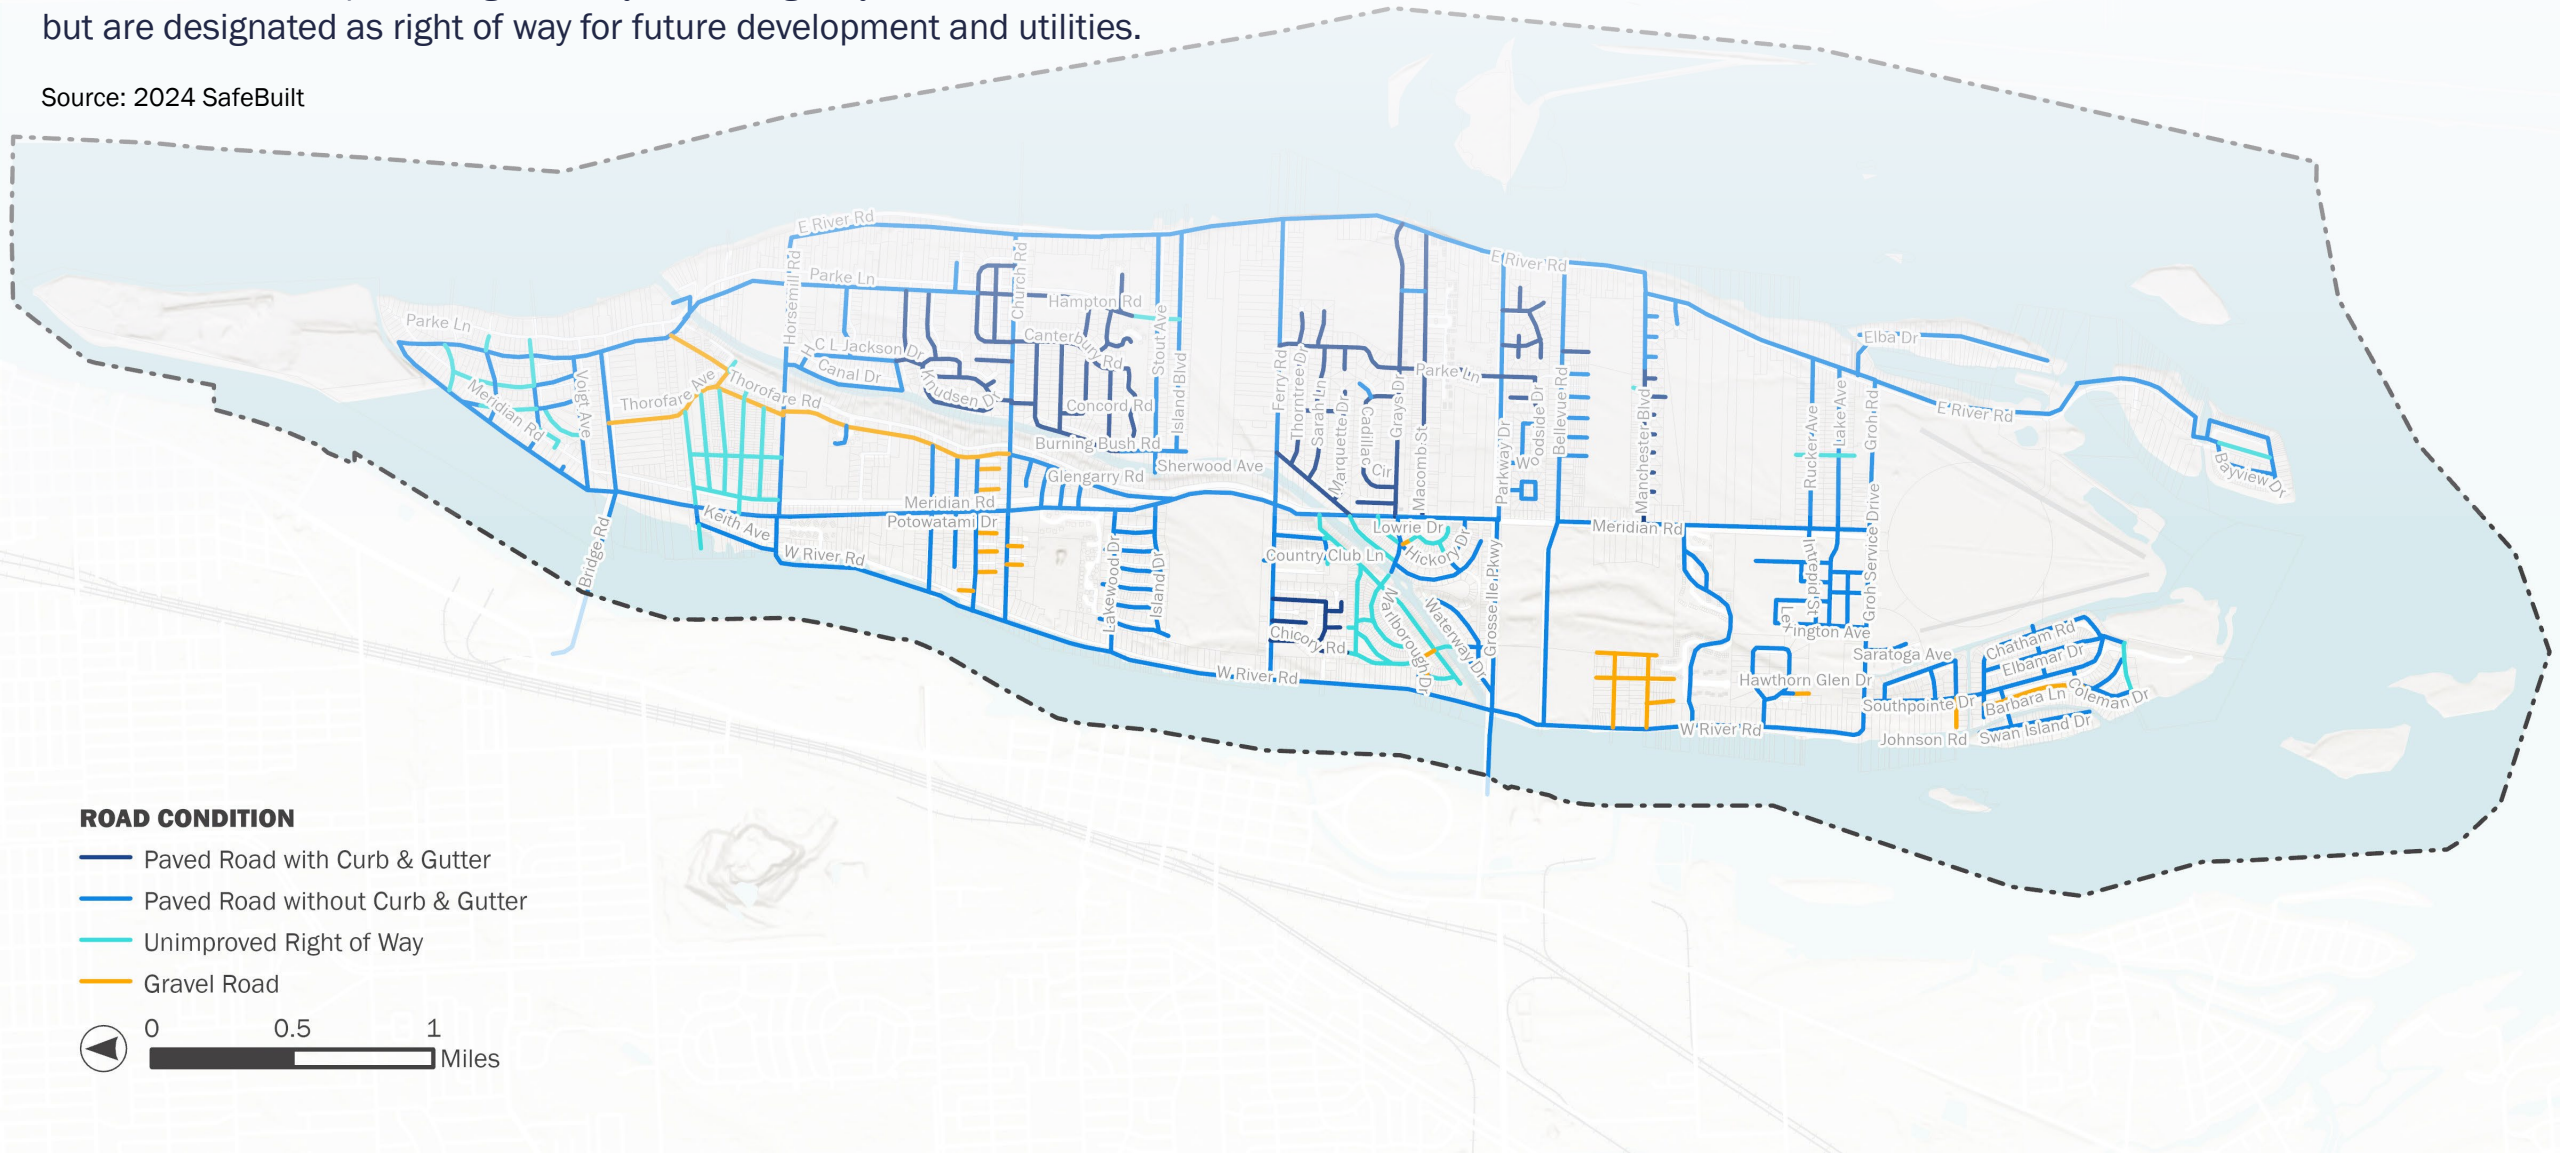 but are designated as right of way for future development and utilities.
Source: 2024 SafeBuilt
E River Rd
Parke Ln
Horsemill Rd
Church Rd
Hampton Rd
Stout Ave
Island Blvd
Canterbury Rd
C L Jackson Dr
Canal Dr
Knudsen Dr
Concord Rd
Burning Bush Rd
Sherwood Ave
Glengarry Rd
Parke Ln
Meridian Rd
Voigt Ave
Thorofare Ave
Thorofare Rd
Meridian Rd
Potowatami Dr
Keith Ave
W River Rd
Bridge Rd
Lakewood Dr
Island Dr
Ferry Rd
Thorntree Dr
Sarah Ln
Marquette Dr
Cadillac Cir
Grays Dr
Macomb St
Parke Ln
E River Rd
Parkway Dr
Woodside Dr
Bellevue Rd
Manchester Blvd
Lowrie Dr
Country Club Ln
Hickory Dr
Marlborough Dr
Waterway Dr
Grosse Ile Pkwy
Chicory Rd
W River Rd
Meridian Rd
Rucker Ave
Lake Ave
Groh Rd
Elba Dr
E River Rd
Bayview Dr
Intrepid St
Groh Service Drive
Lexington Ave
Saratoga Ave
Chatham Rd
Elbamar Dr
Hawthorn Glen Dr
Southpointe Dr
Barbara Ln
Coleman Dr
Swan Island Dr
Johnson Rd
W River Rd
ROAD CONDITION
Paved Road with Curb & Gutter
Paved Road without Curb & Gutter
Unimproved Right of Way
Gravel Road
0 0.5 1
Miles